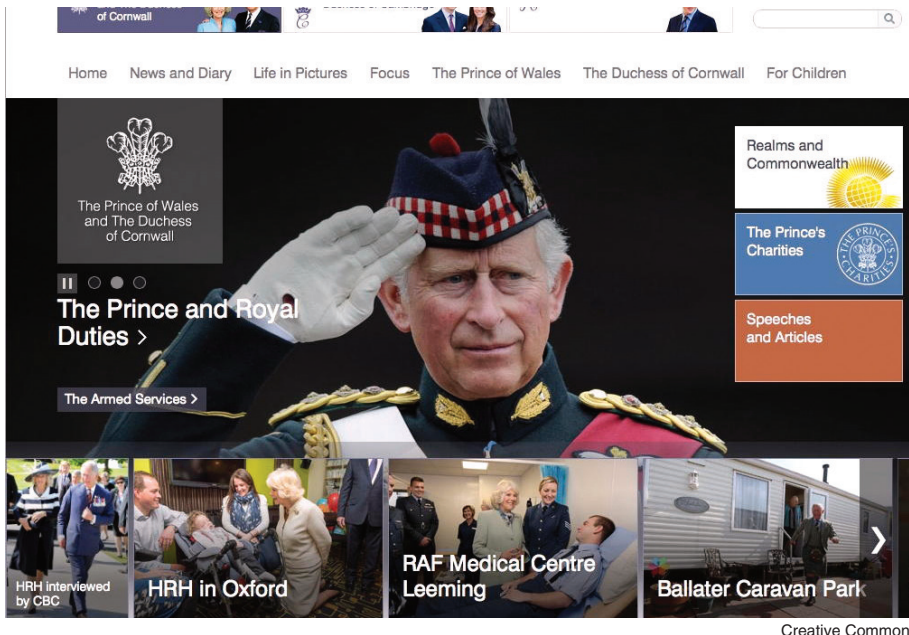 of Cornwall
Home News and Diary Life in Pictures Focus The Prince of Wales The Duchess of Cornwall For Children
The Prince of Wales
and The Duchess
of Cornwall
The Prince and Royal
Duties >
The Armed Services >
Realms and
Commonwealth
The Prince's
Charities
THE PRINCE'S CHARITIES
Speeches
and Articles
HRH interviewed
by CBC
HRH in Oxford
RAF Medical Centre
Leeming
Ballater Caravan Park
Creative Common